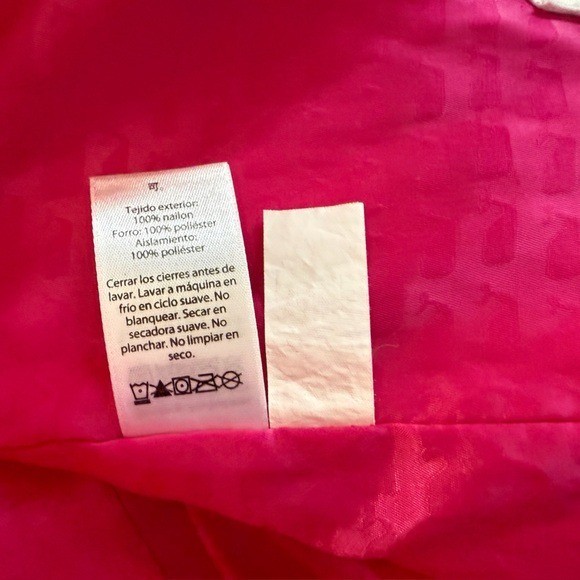 Tejido exterior:
100% nailon
Forro: 100% poliéster
Aislamiento:
100% poliéster
Cerrar los cierres antes de
lavar. Lavar a máquina en
frío en ciclo suave. No
blanquear. Secar en
secadora suave. No
planchar. No limpiar en
seco.